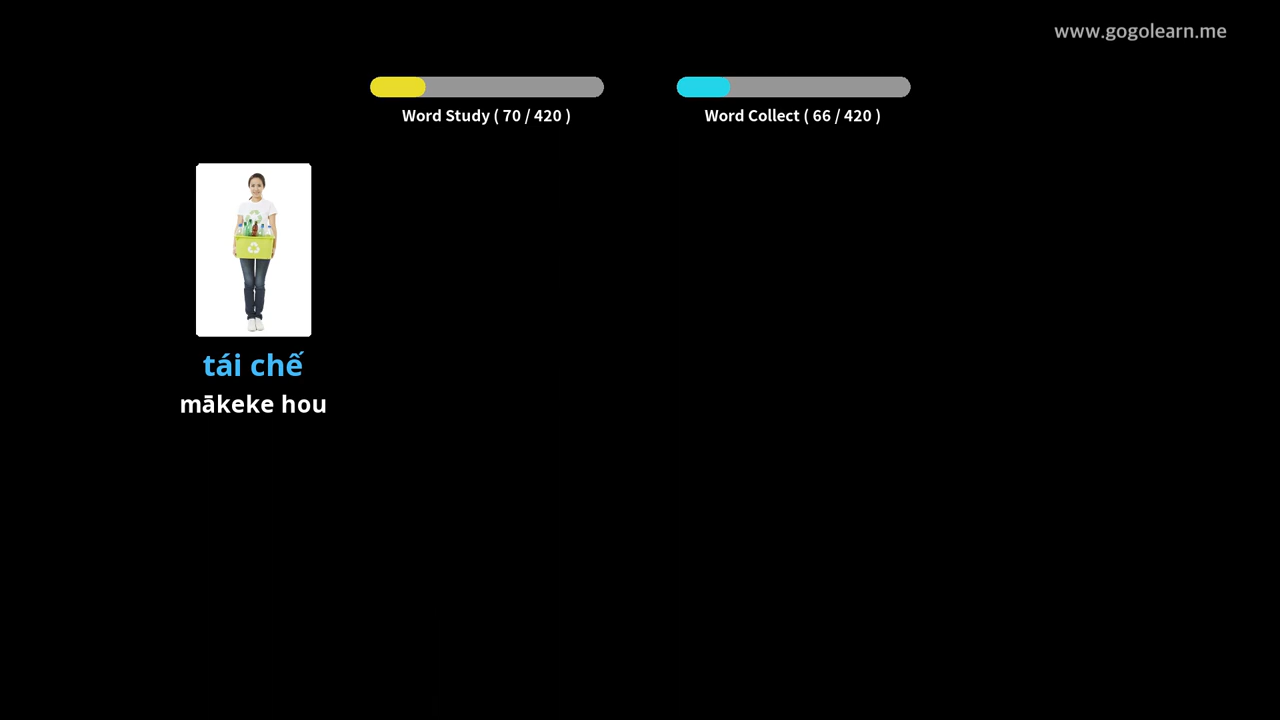 www.gogolearn.me
Word Study ( 70 / 420 )
Word Collect ( 66 / 420 )
tái chế
mākeke hou